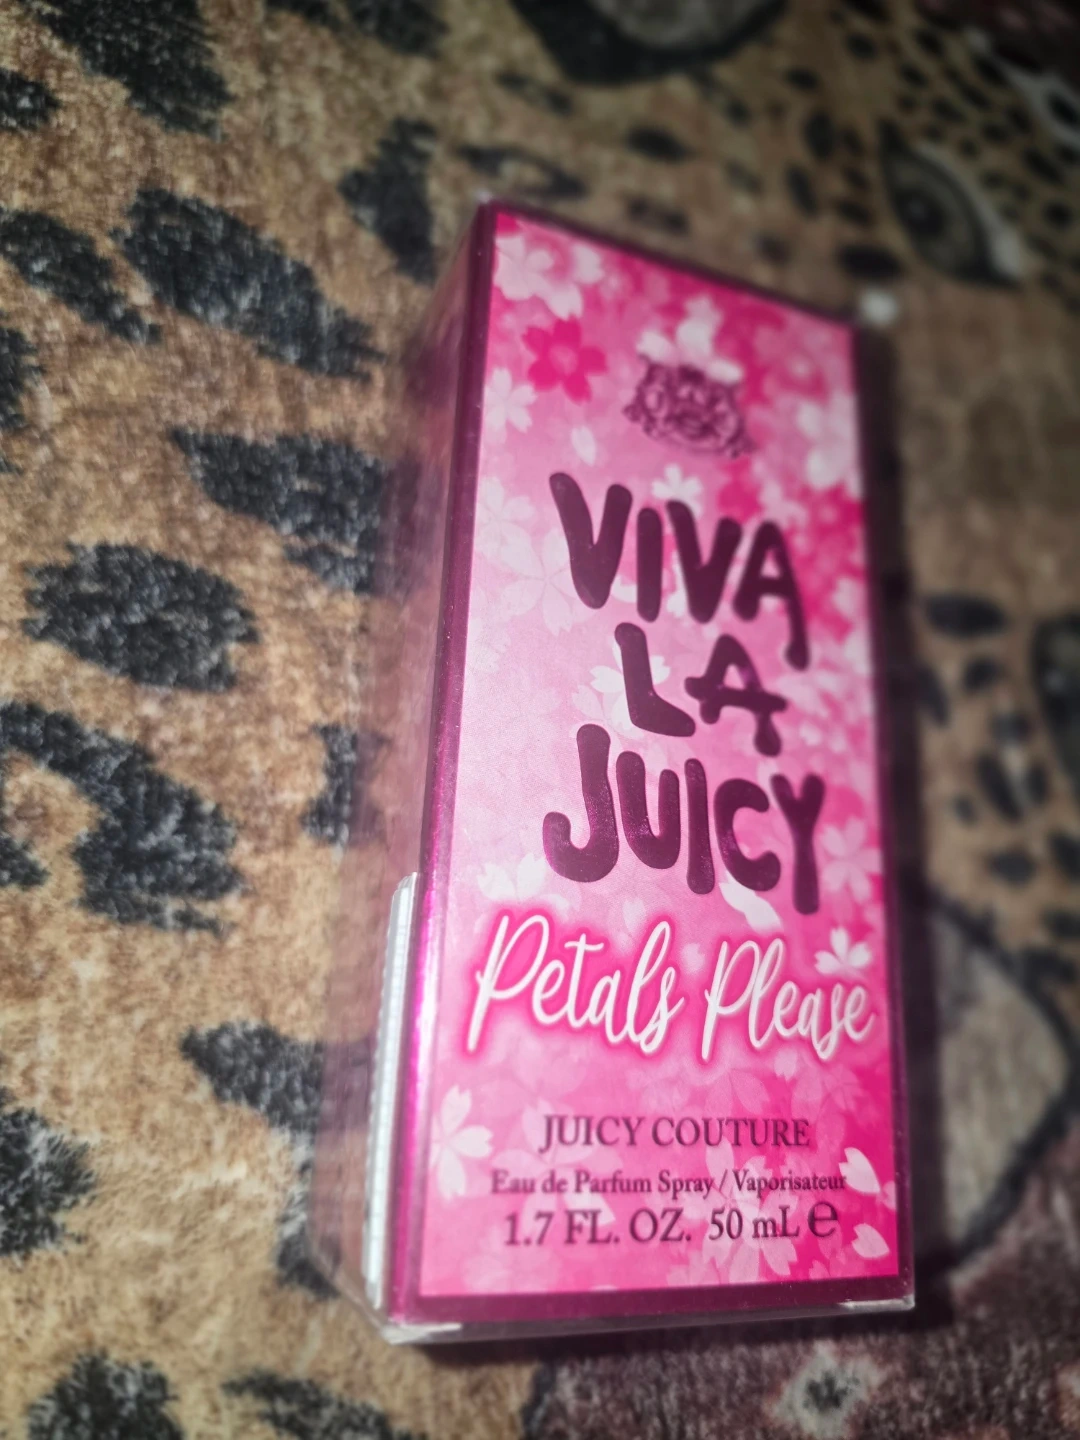 VIVA
LA
JUICY
Petals Please
JUICY COUTURE
Eau de Parfum Spray / Vaporisateur
1.7 FL. OZ. 50 mL ℮